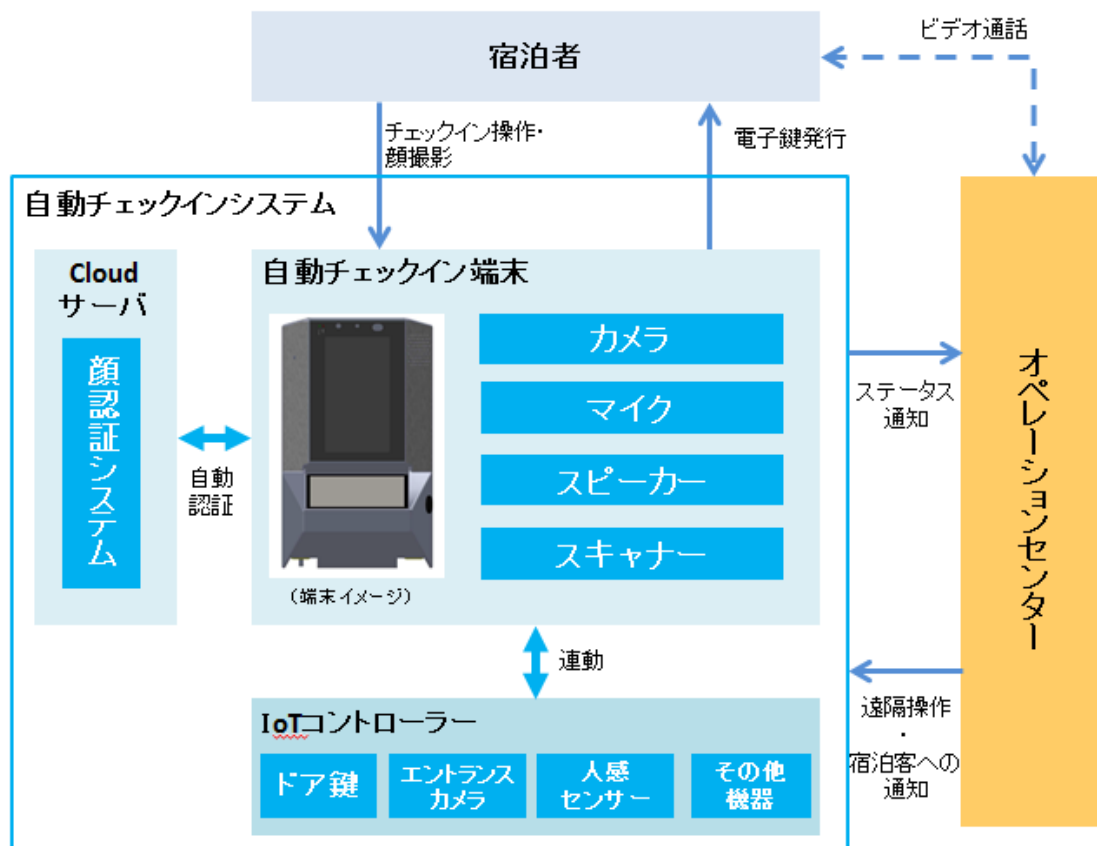 宿泊者
ビデオ通話
チェックイン操作・
顔撮影
電子鍵発行
自動チェックインシステム
Cloud
サーバ
顔認証システム
自動
認証
自動チェックイン端末
カメラ
マイク
スピーカー
スキャナー
（端末イメージ）
連動
IoTコントローラー
ドア鍵
エントランス
カメラ
人感
センサー
その他
機器
ステータス
通知
オペレーションセンター
遠隔操作
・
宿泊客への
通知